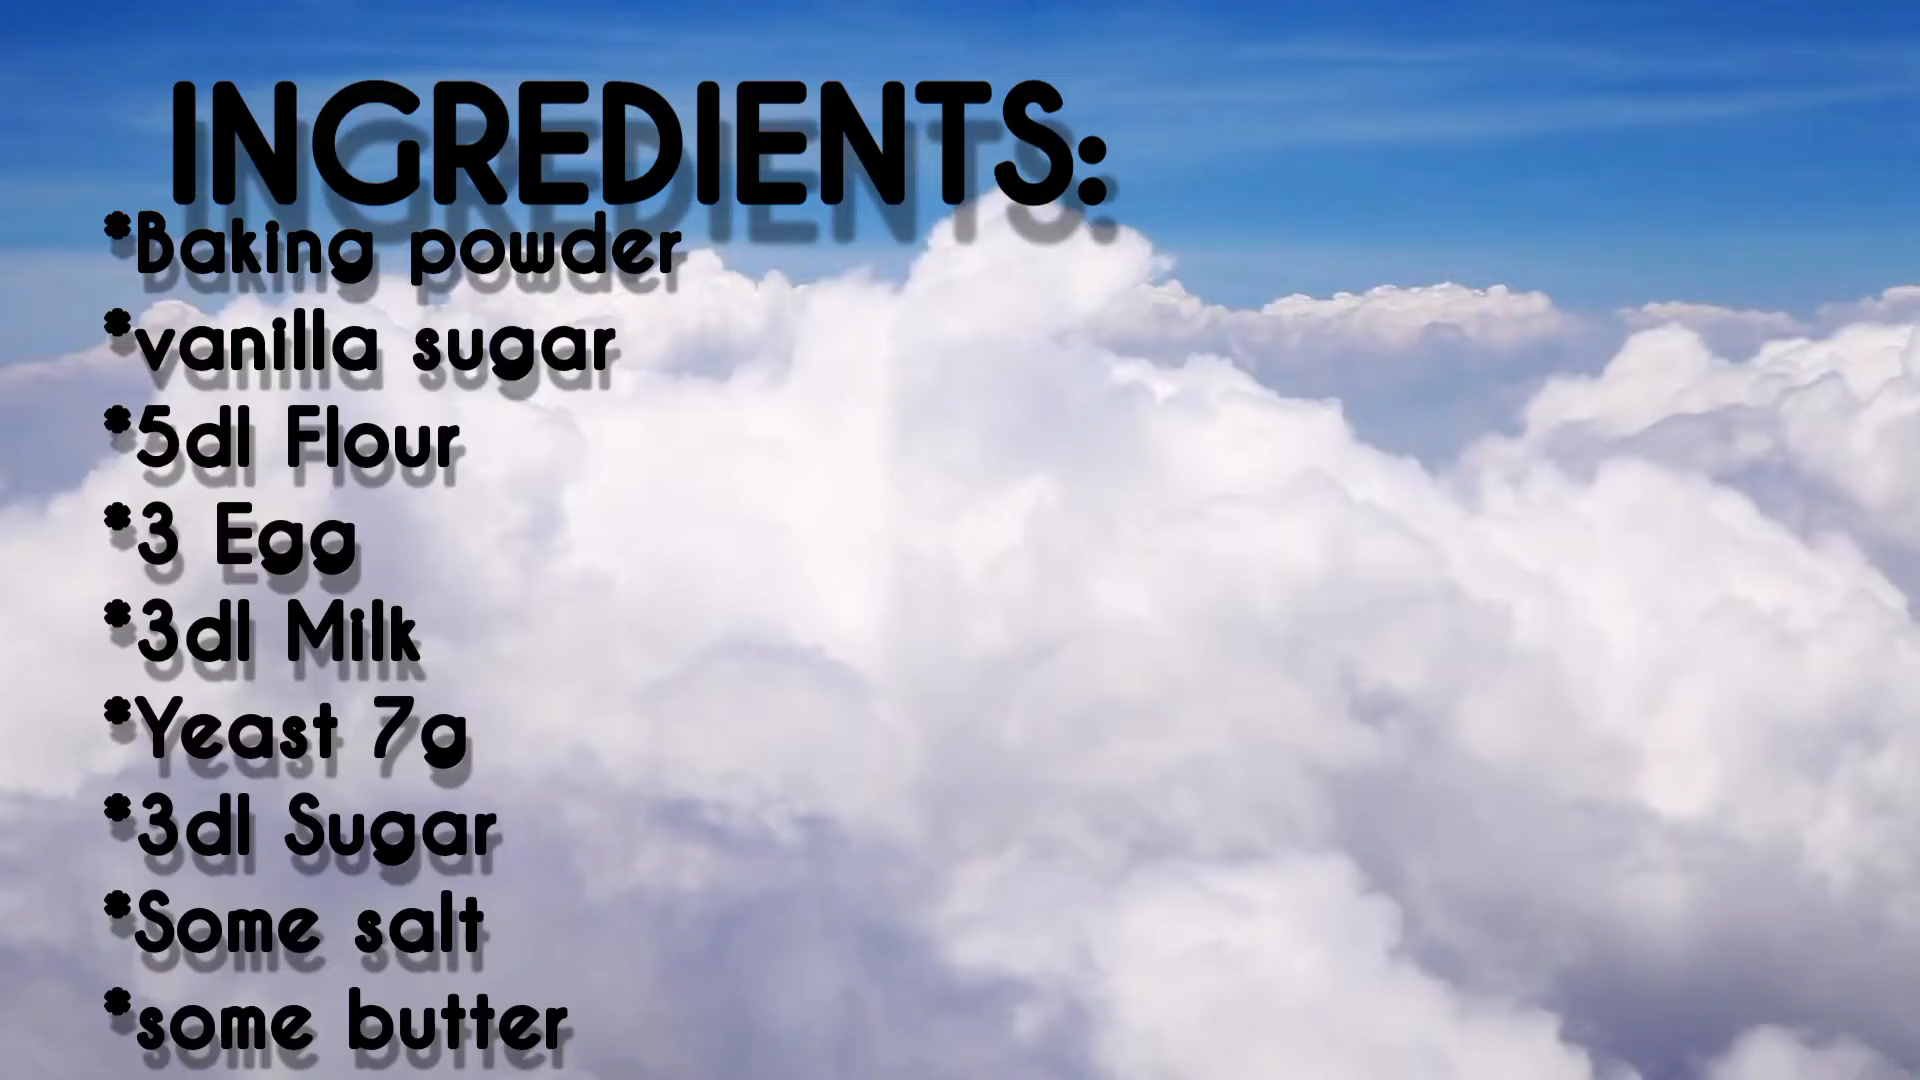 INGREDIENTS:
*Baking powder
*vanilla sugar
*5dl Flour
*3 Egg
*3dl Milk
*Yeast 7g
*3dl Sugar
*Some salt
*some butter